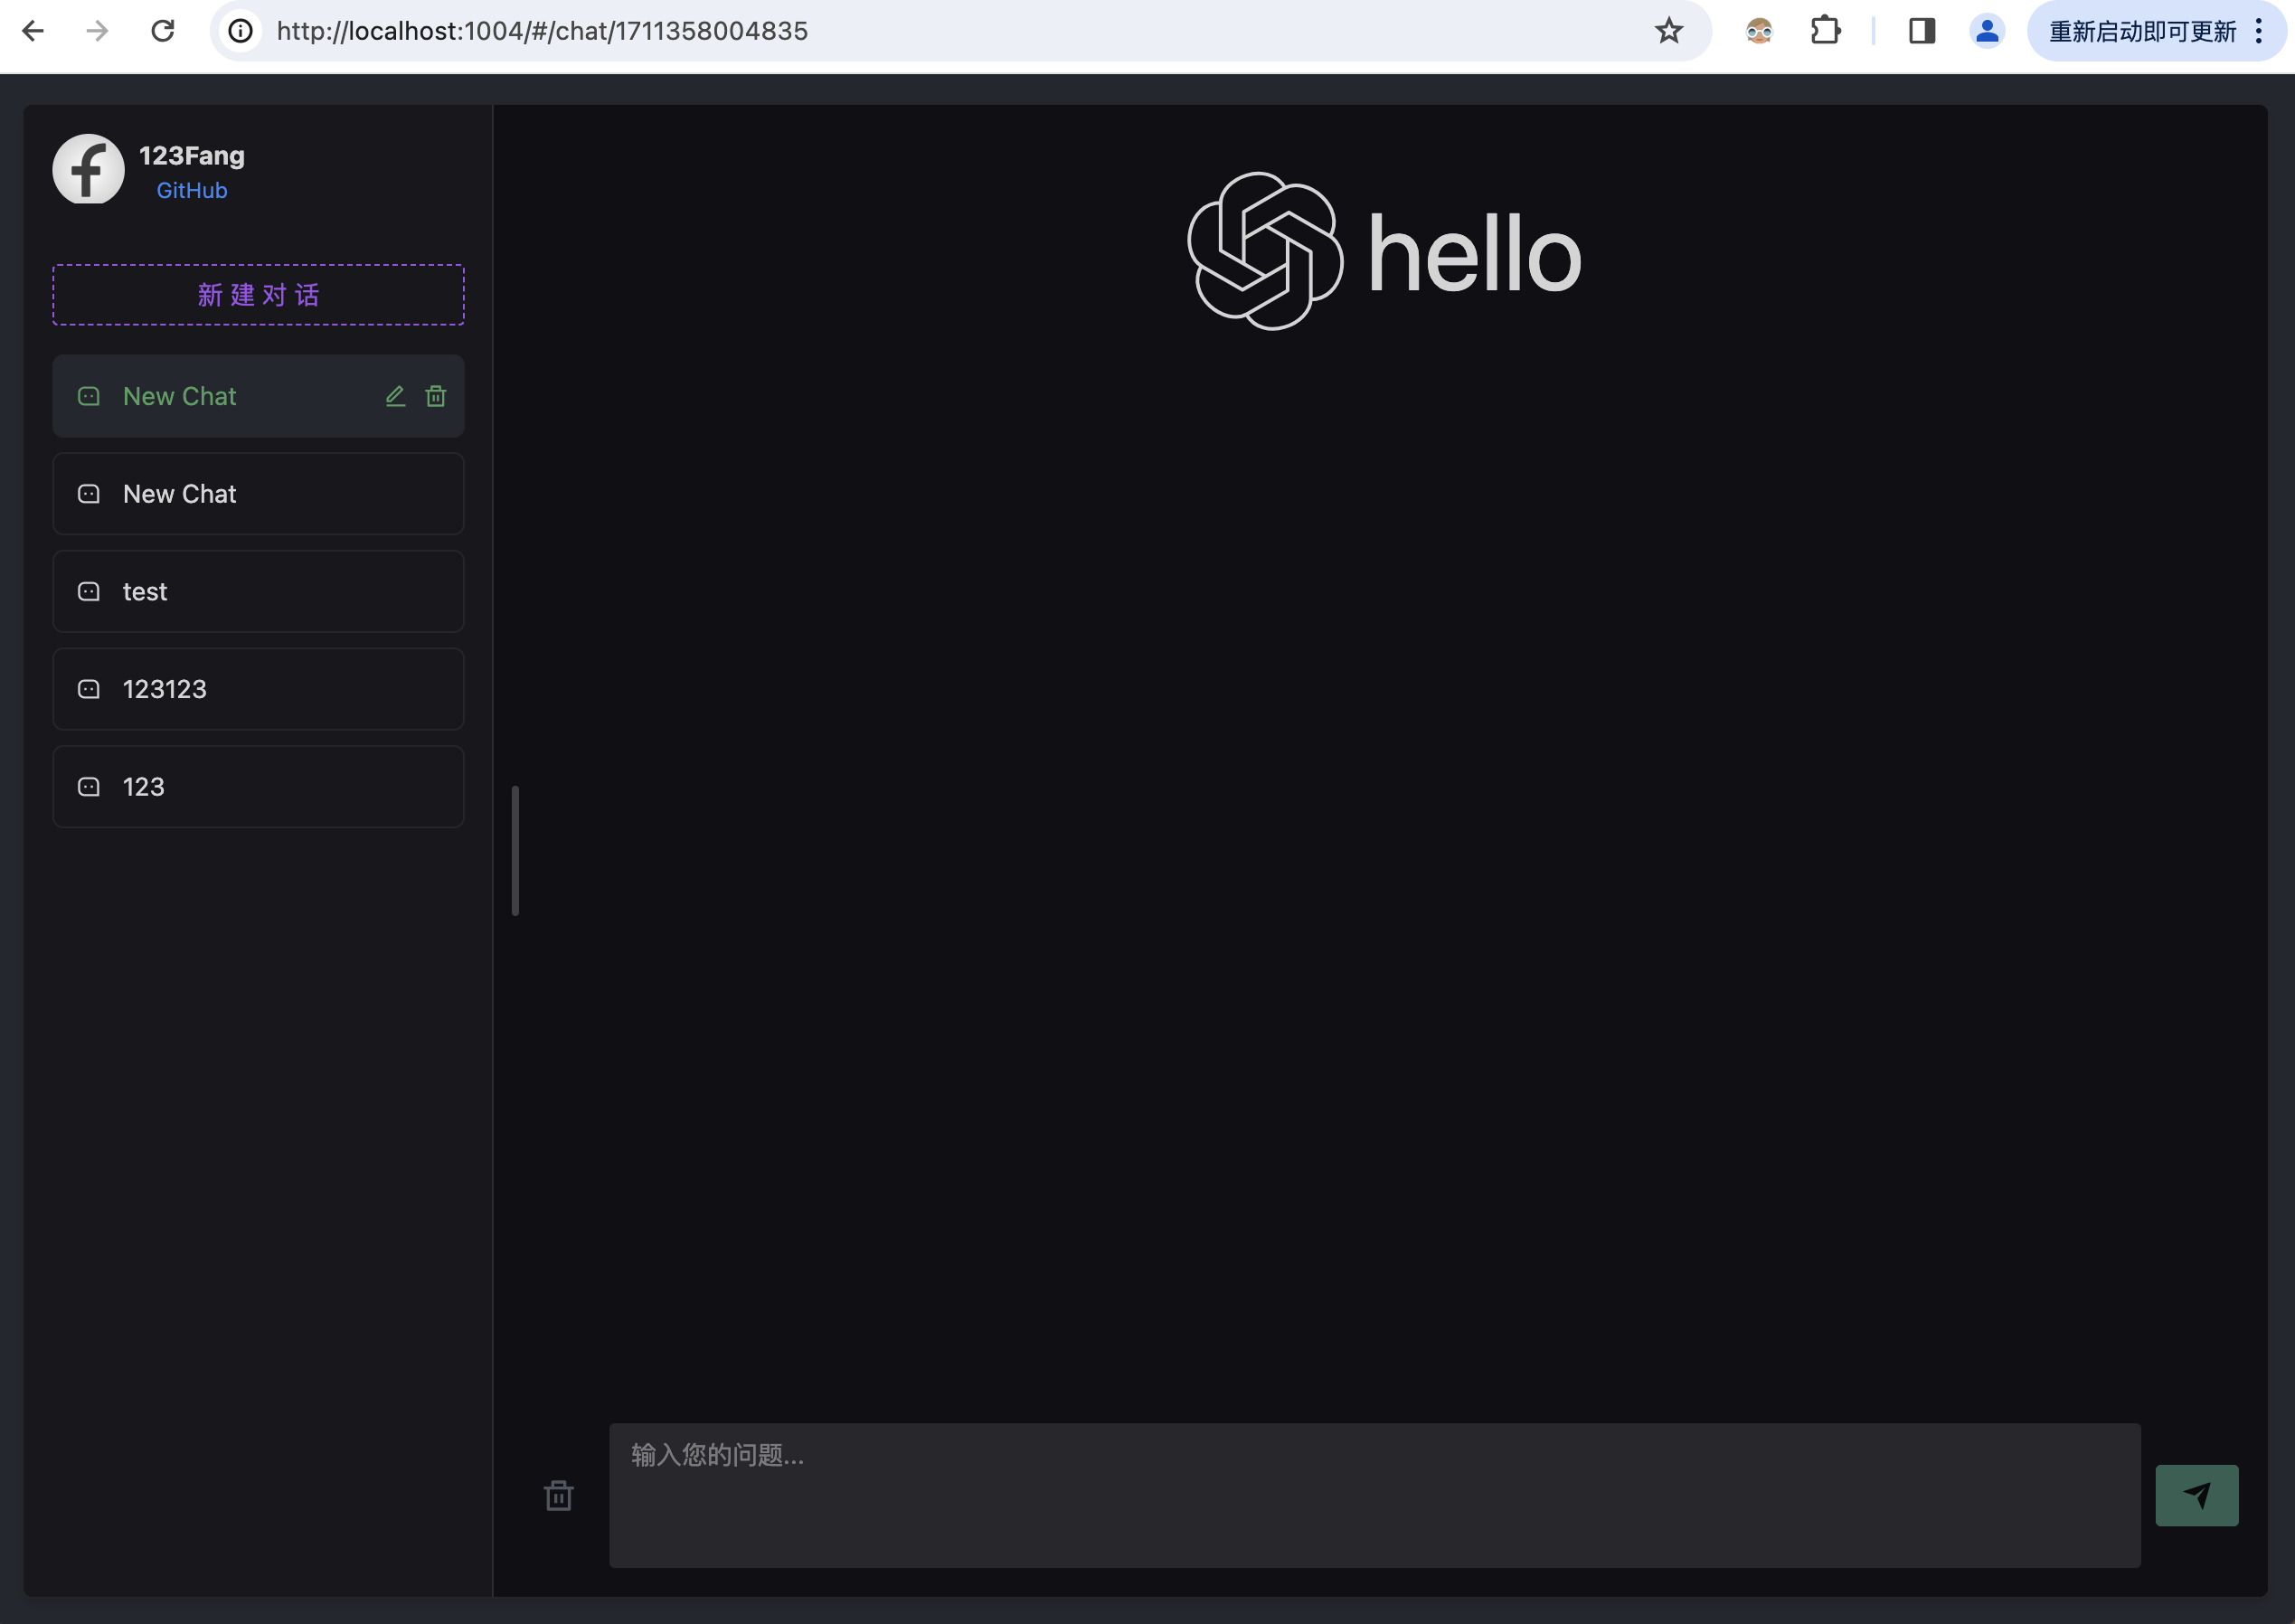 http://localhost:1004/#/chat/1711358004835
重新启动即可更新
123Fang
GitHub
新建对话
hello
New Chat
New Chat
test
123123
123
输入您的问题...